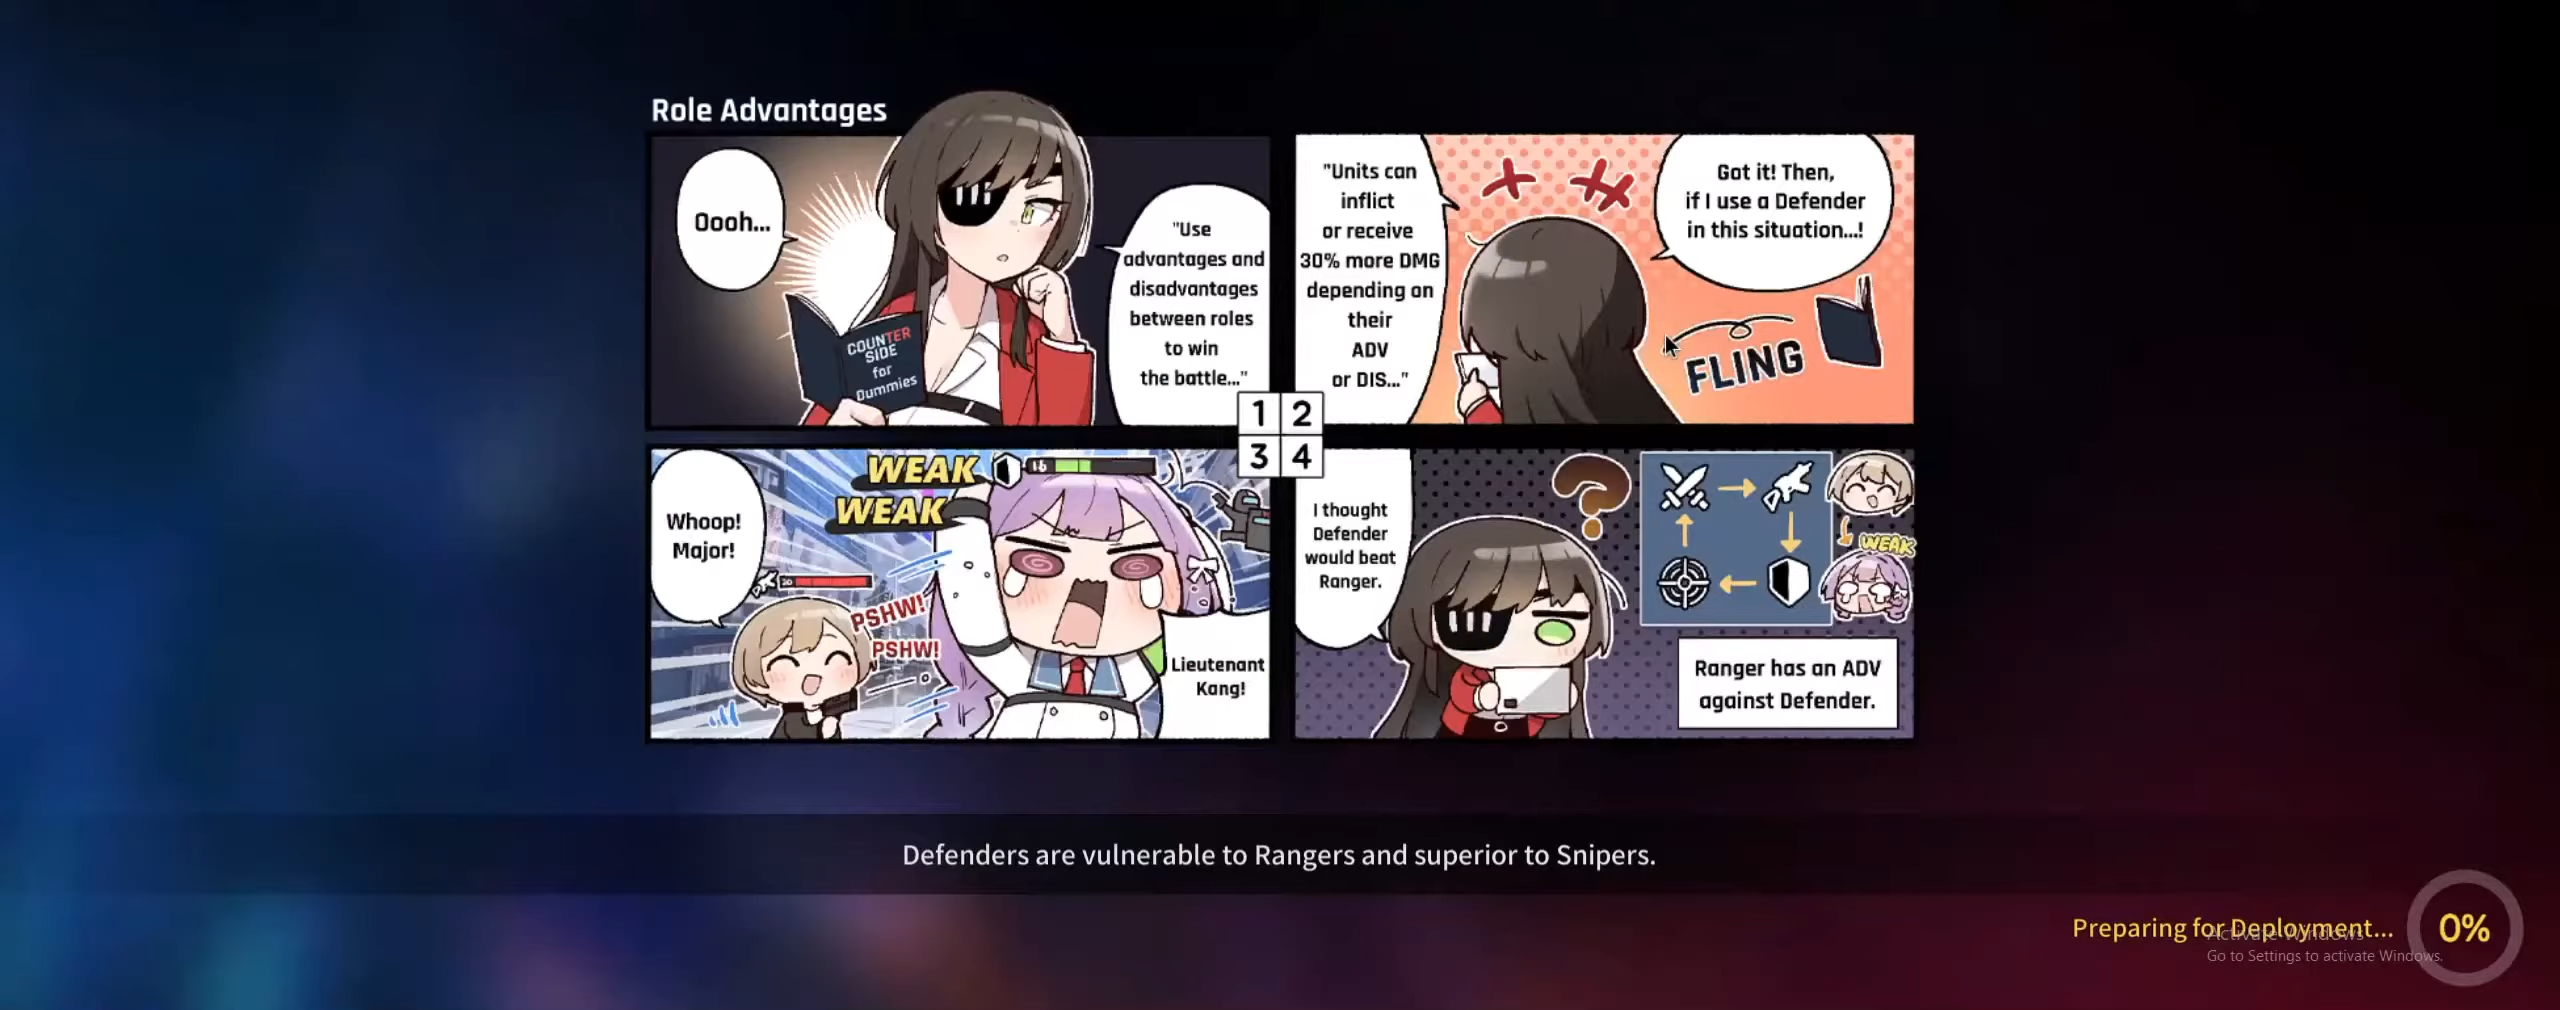 Role Advantages
Oooh...
COUNTER
SIDE
for
Dummies
"Use
advantages and
disadvantages
between roles
to win
the battle..."
"Units can
inflict
or receive
30% more DMG
depending on
their
ADV
or DIS..."
Got it! Then,
if I use a Defender
in this situation...!
FLING
1 2
3 4
Whoop!
Major!
WEAK
WEAK
16
30
PSHW!
PSHW!
Lieutenant
Kang!
I thought
Defender
would beat
Ranger.
?
WEAK
Ranger has an ADV
against Defender.
Defenders are vulnerable to Rangers and superior to Snipers.
Preparing for Deployment...
0%
Activate Windows
Go to Settings to activate Windows.